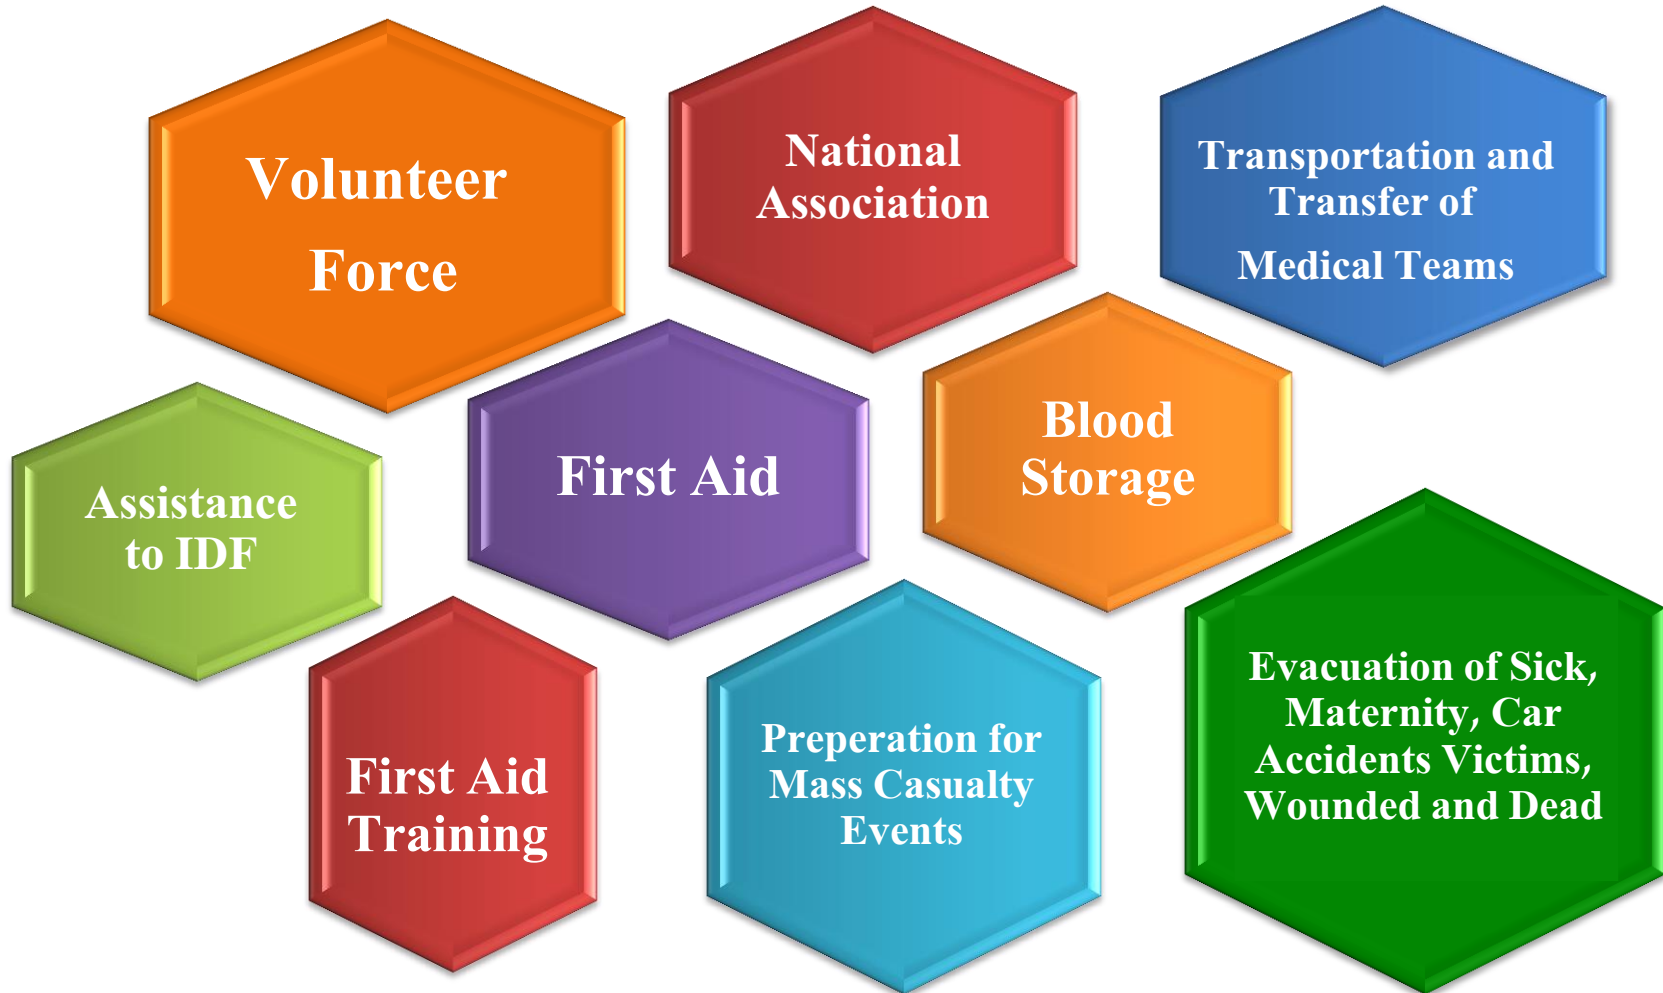 Volunteer
Force
National
Association
Transportation and
Transfer of
Medical Teams
Assistance
to IDF
First Aid
Blood
Storage
First Aid
Training
Preperation for
Mass Casualty
Events
Evacuation of Sick,
Maternity, Car
Accidents Victims,
Wounded and Dead